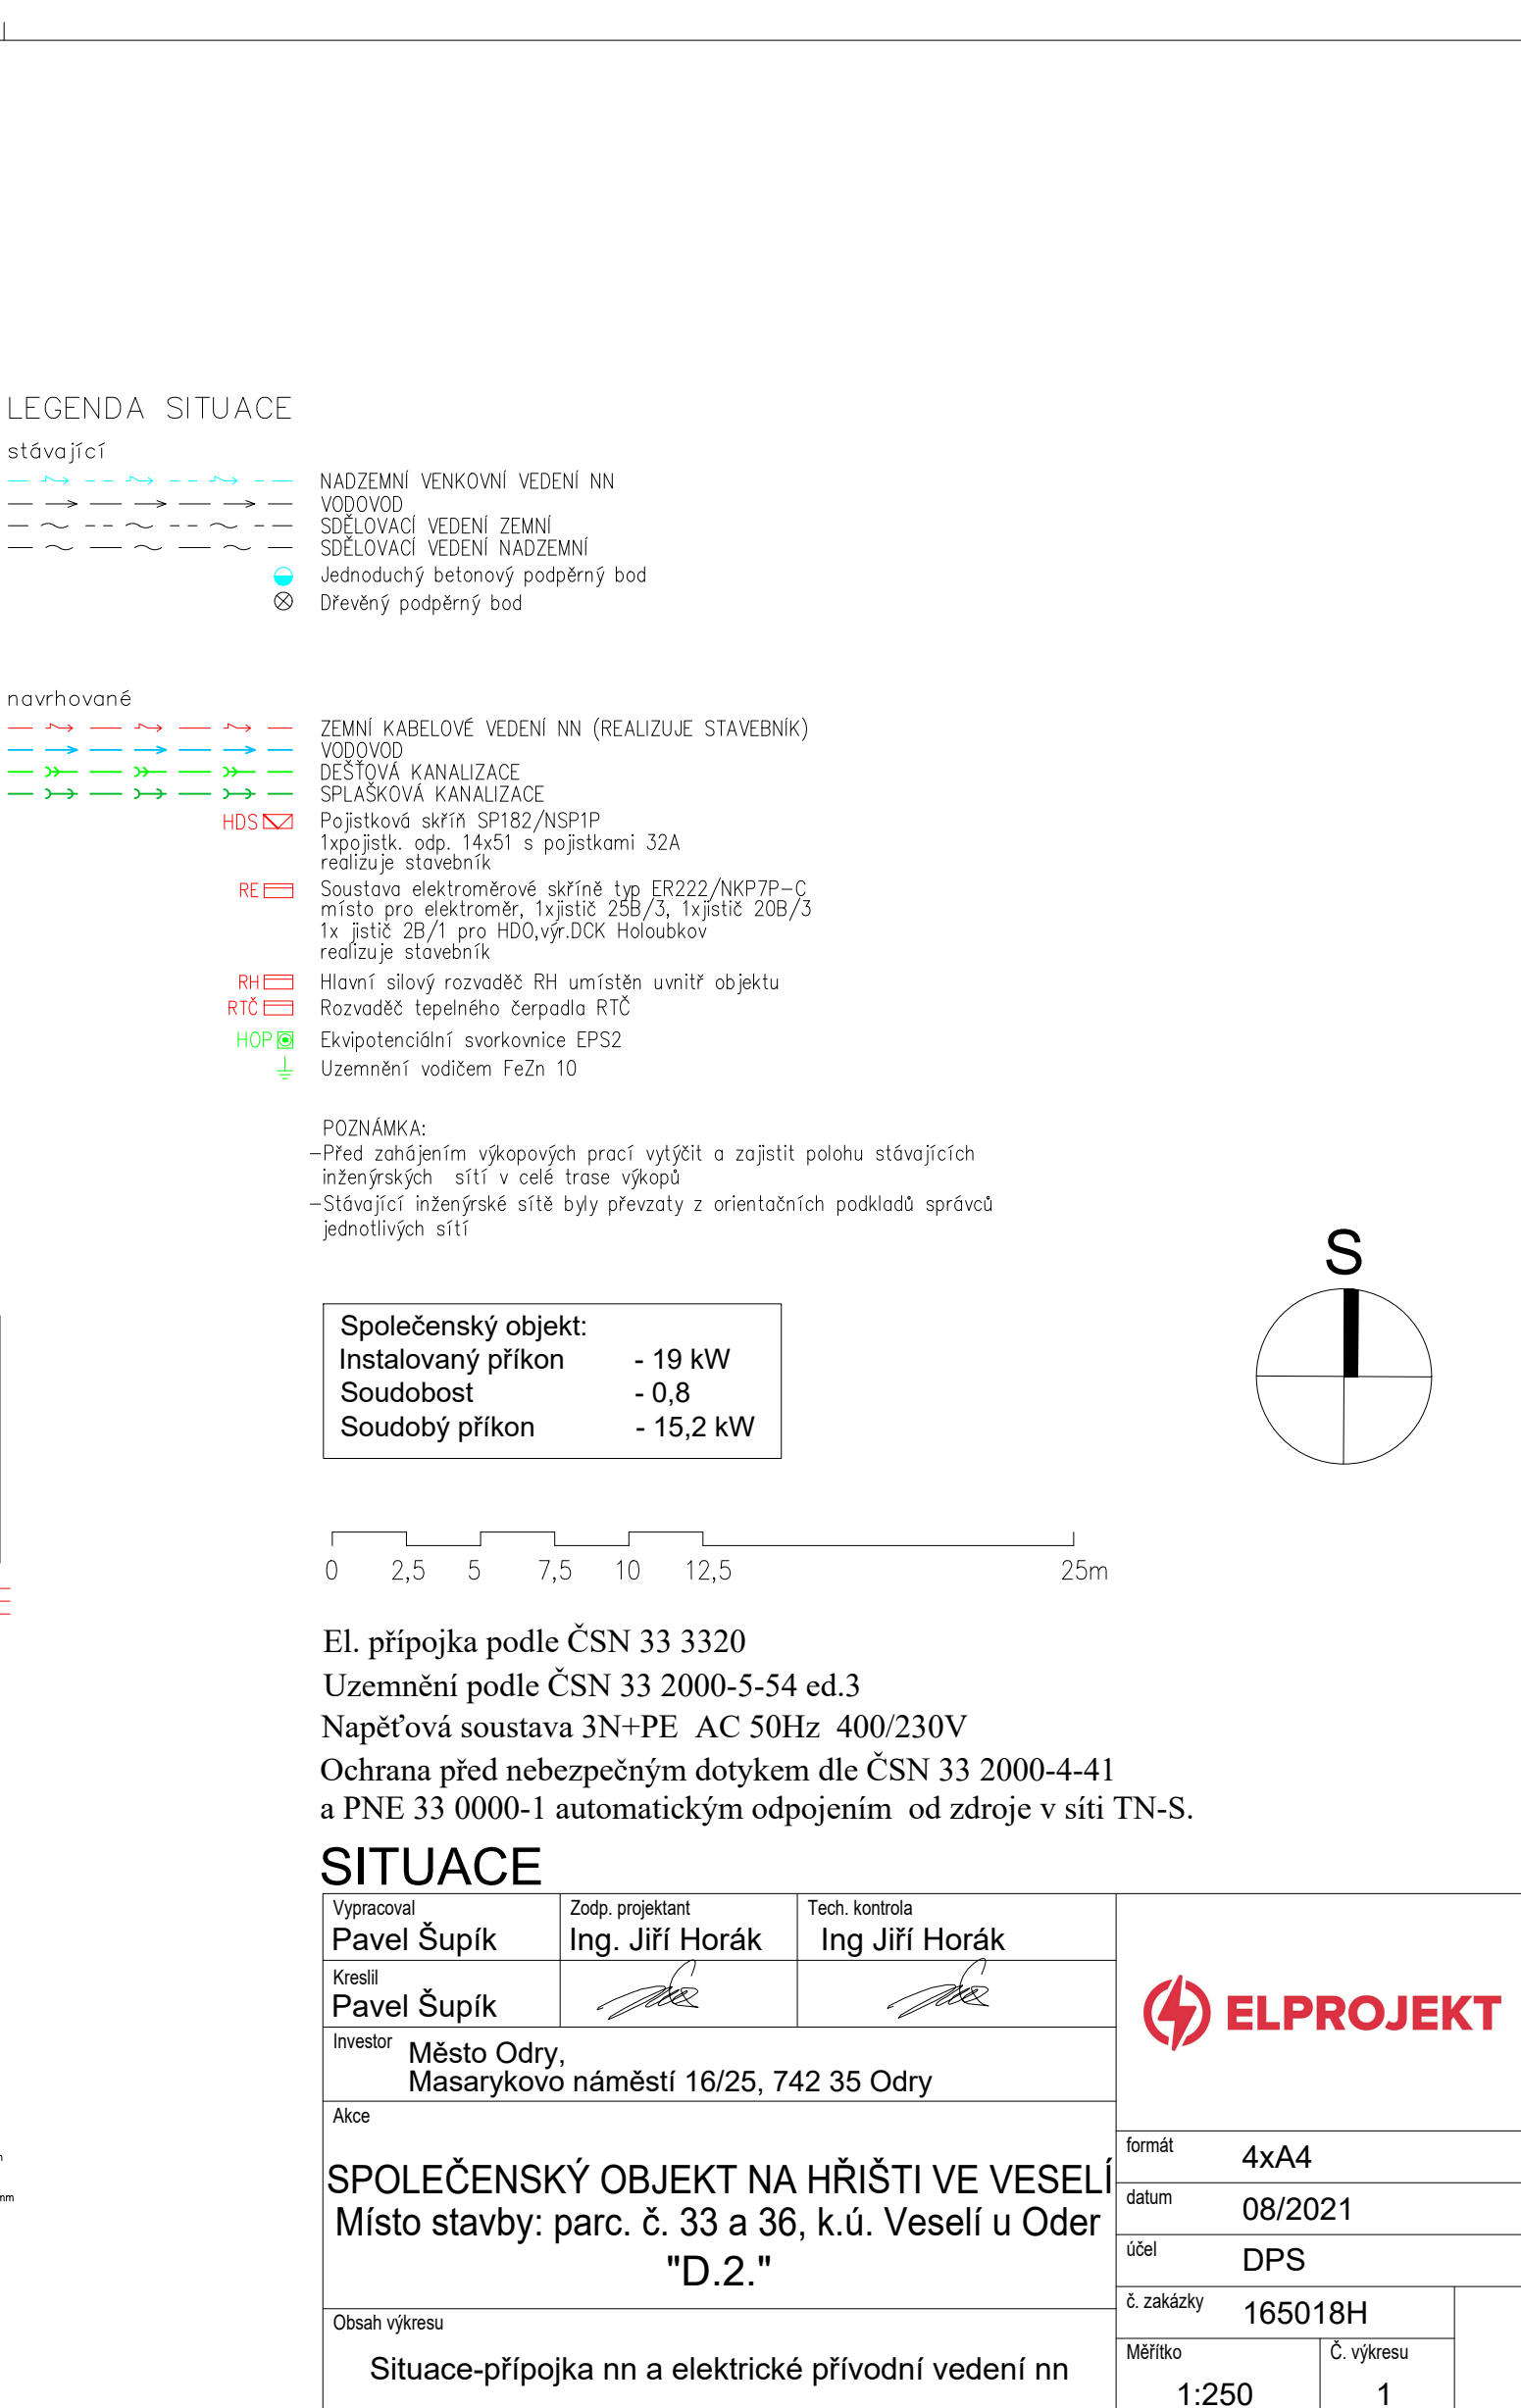 LEGENDA SITUACE
stávající
NADZEMNÍ VENKOVNÍ VEDENÍ NN
VODOVOD
SDĚLOVACÍ VEDENÍ ZEMNÍ
SDĚLOVACÍ VEDENÍ NADZEMNÍ
Jednoduchý betonový podpěrný bod
Dřevěný podpěrný bod
navrhované
ZEMNÍ KABELOVÉ VEDENÍ NN (REALIZUJE STAVEBNÍK)
VODOVOD
DEŠŤOVÁ KANALIZACE
SPLAŠKOVÁ KANALIZACE
HDS Pojistková skříň SP182/NSP1P
1xpojistk. odp. 14x51 s pojistkami 32A
realizuje stavebník
RE Soustava elektroměrové skříně typ ER222/NKP7P-C
místo pro elektroměr, 1xjistič 25B/3, 1xjistič 20B/3
1x jistič 2B/1 pro HDO,výr.DCK Holoubkov
realizuje stavebník
RH Hlavní silový rozvaděč RH umístěn uvnitř objektu
RTČ Rozvaděč tepelného čerpadla RTČ
HOP Ekvipotenciální svorkovnice EPS2
Uzemnění vodičem FeZn 10
POZNÁMKA:
-Před zahájením výkopových prací vytýčit a zajistit polohu stávajících
inženýrských sítí v celé trase výkopů
-Stávající inženýrské sítě byly převzaty z orientačních podkladů správců
jednotlivých sítí
S
Společenský objekt:
Instalovaný příkon - 19 kW
Soudobost - 0,8
Soudobý příkon - 15,2 kW
0 2,5 5 7,5 10 12,5 25m
El. přípojka podle ČSN 33 3320
Uzemnění podle ČSN 33 2000-5-54 ed.3
Napěťová soustava 3N+PE AC 50Hz 400/230V
Ochrana před nebezpečným dotykem dle ČSN 33 2000-4-41
a PNE 33 0000-1 automatickým odpojením od zdroje v síti TN-S.
SITUACE
Vypracoval
Pavel Šupík
Zodp. projektant
Ing. Jiří Horák
Tech. kontrola
Ing Jiří Horák
Kreslil
Pavel Šupík
ELPROJEKT
Investor
Město Odry,
Masarykovo náměstí 16/25, 742 35 Odry
Akce
SPOLEČENSKÝ OBJEKT NA HŘIŠTI VE VESELÍ
Místo stavby: parc. č. 33 a 36, k.ú. Veselí u Oder
"D.2."
formát 4xA4
datum 08/2021
účel DPS
č. zakázky 165018H
Obsah výkresu
Situace-přípojka nn a elektrické přívodní vedení nn
Měřítko
1:250
Č. výkresu
1